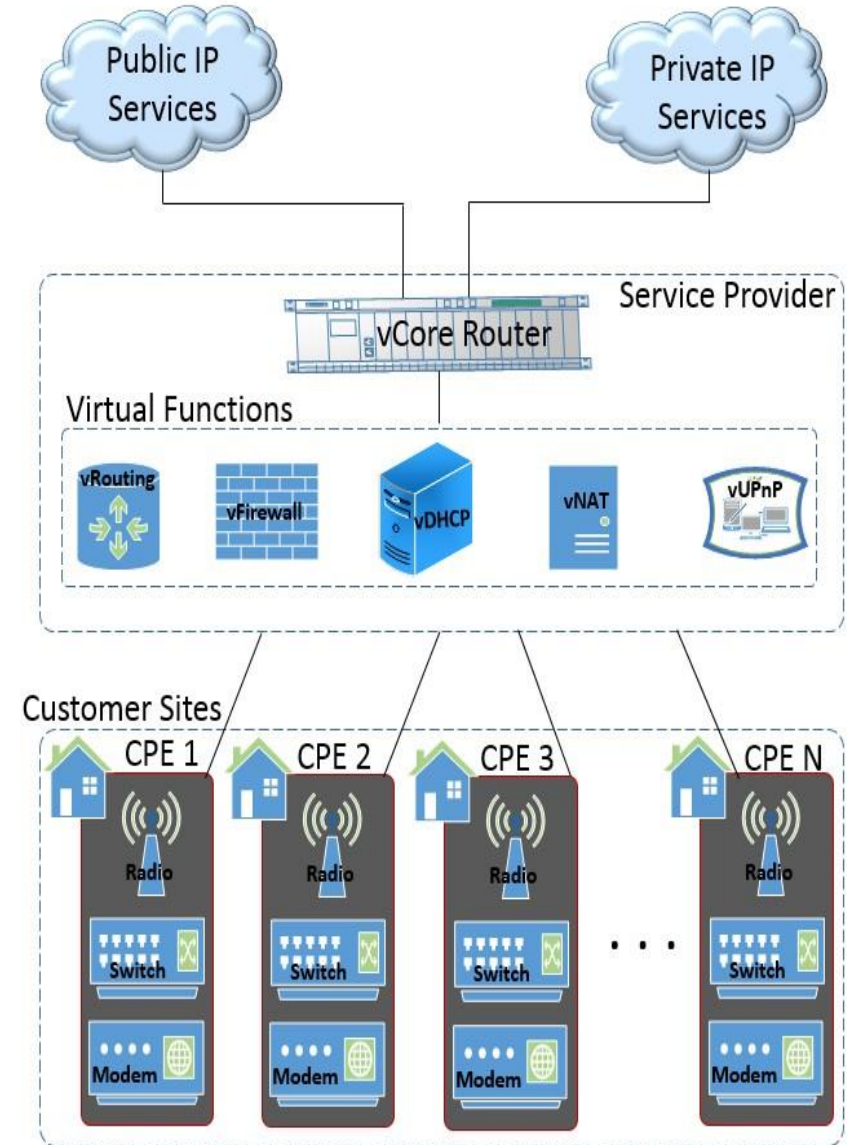 Public IP
Services
Private IP
Services
Service Provider
vCore Router
Virtual Functions
vRouting
vFirewall
vDHCP
vNAT
vUPnP
Customer Sites
CPE 1
CPE 2
CPE 3
CPE N
Radio
Radio
Radio
Radio
. . .
Switch
Switch
Switch
Switch
Modem
Modem
Modem
Modem